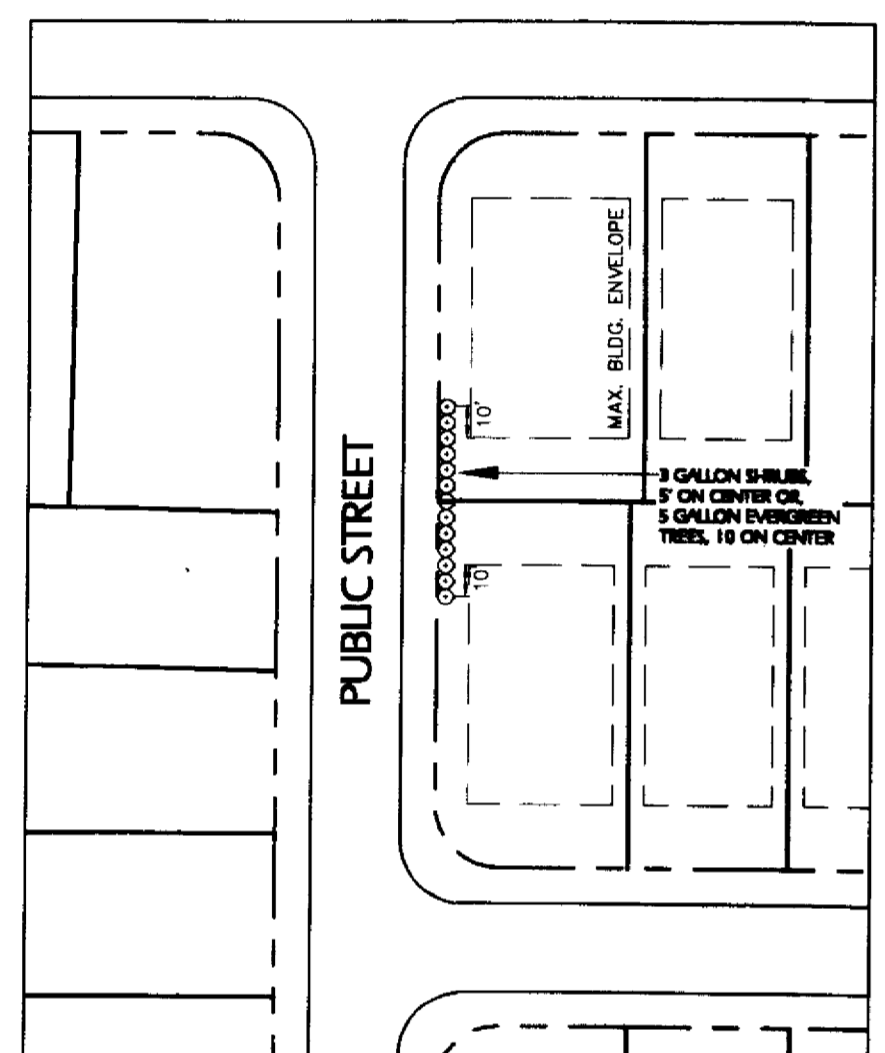 MAX. BLDG. ENVELOPE
10'
PUBLIC STREET
3 GALLON SHRUBS,
5' ON CENTER OR,
5 GALLON EVERGREEN
TREES, 10 ON CENTER
10'